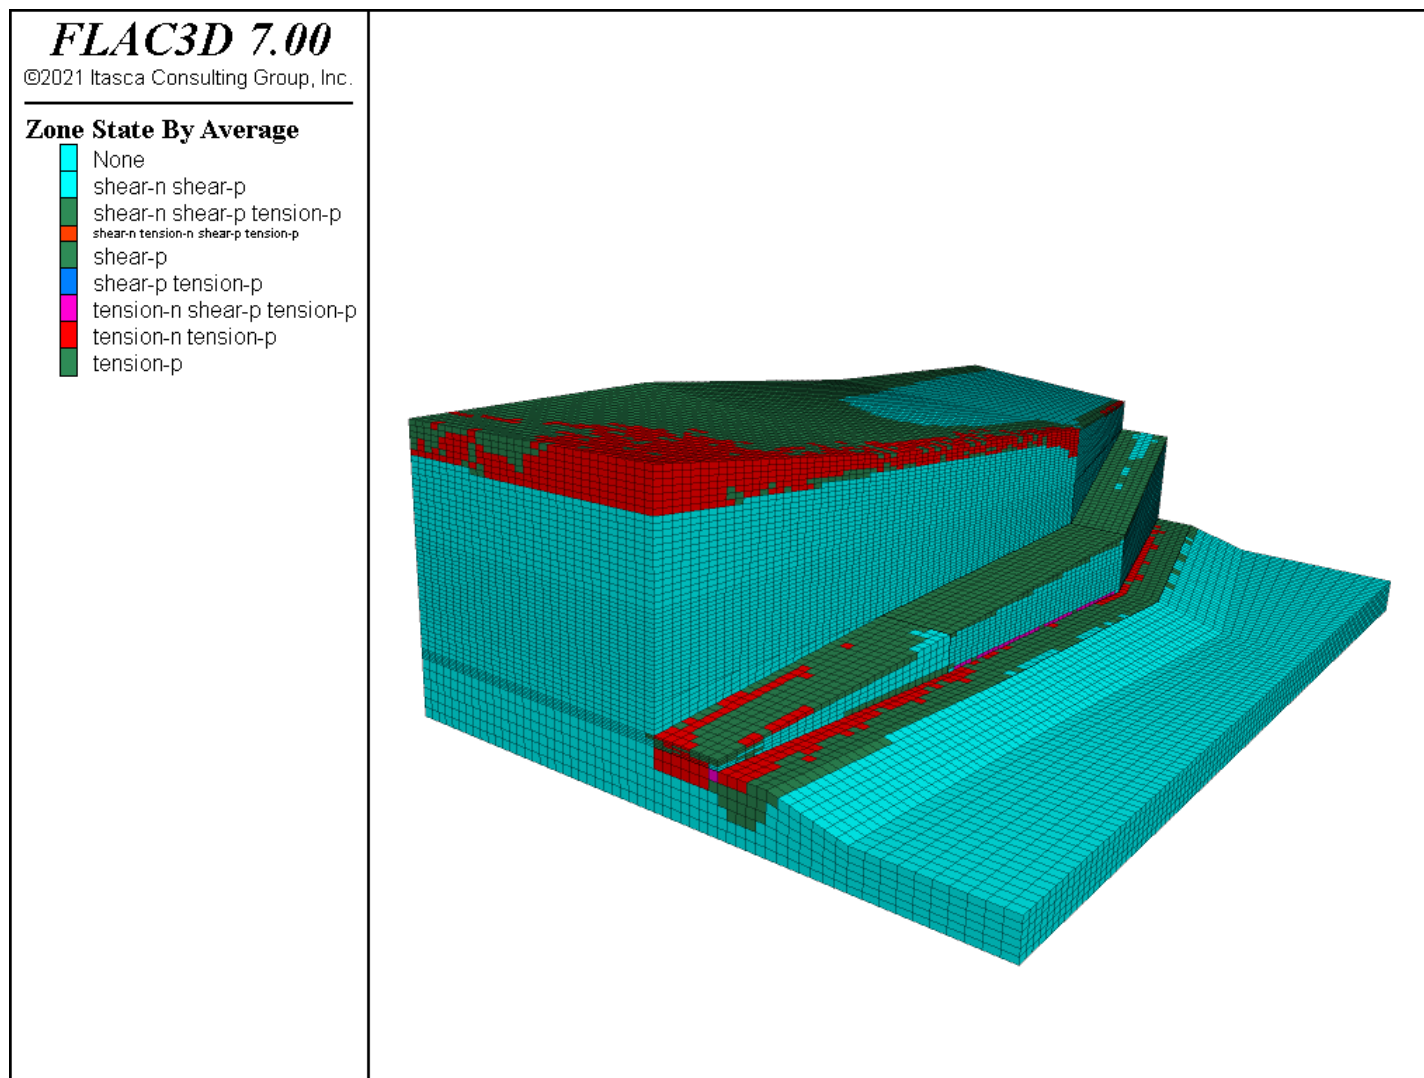 FLAC3D 7.00
©2021 Itasca Consulting Group, Inc.
Zone State By Average
None
shear-n shear-p
shear-n shear-p tension-p
shear-n tension-n shear-p tension-p
shear-p
shear-p tension-p
tension-n shear-p tension-p
tension-n tension-p
tension-p